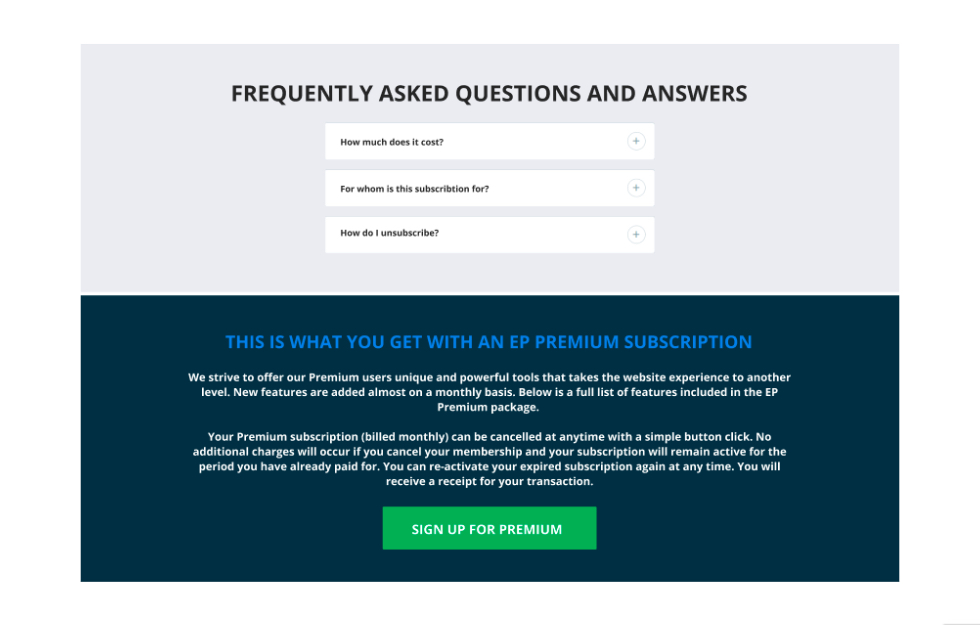 FREQUENTLY ASKED QUESTIONS AND ANSWERS
How much does it cost?
For whom is this subscribtion for?
How do I unsubscribe?
THIS IS WHAT YOU GET WITH AN EP PREMIUM SUBSCRIPTION
We strive to offer our Premium users unique and powerful tools that takes the website experience to another
level. New features are added almost on a monthly basis. Below is a full list of features included in the EP
Premium package.
Your Premium subscription (billed monthly) can be cancelled at anytime with a simple button click. No
additional charges will occur if you cancel your membership and your subscription will remain active for the
period you have already paid for. You can re-activate your expired subscription again at any time. You will
receive a receipt for your transaction.
SIGN UP FOR PREMIUM